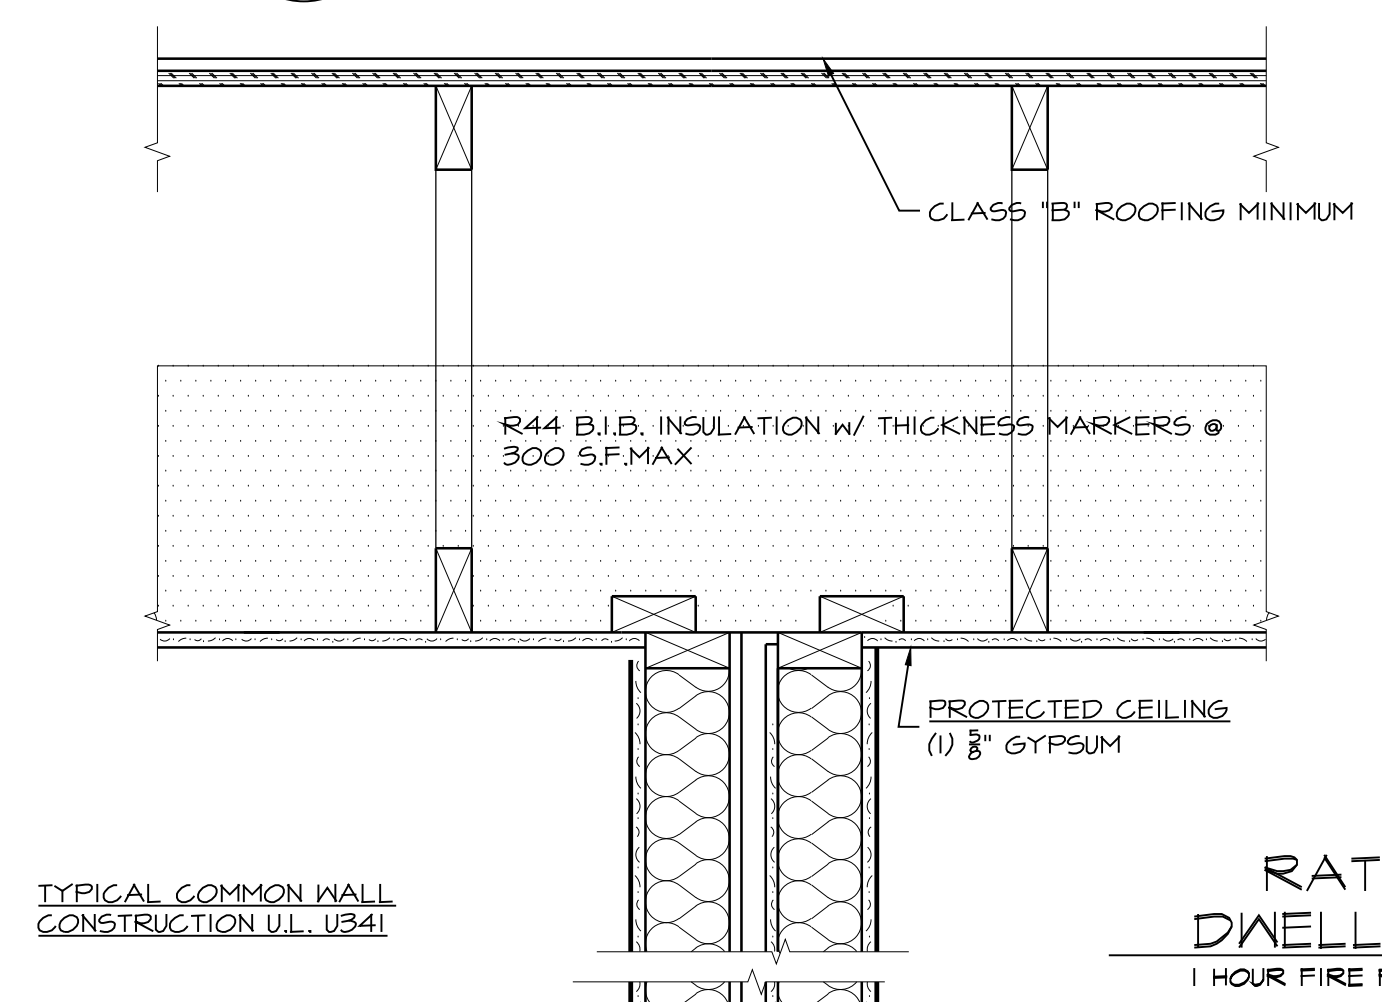 CLASS "B" ROOFING MINIMUM
R44 B.I.B. INSULATION w/ THICKNESS MARKERS @
300 S.F.MAX
PROTECTED CEILING
(1) 5/8" GYPSUM
TYPICAL COMMON WALL
CONSTRUCTION U.L. U341
RAT
DWELL
1 HOUR FIRE